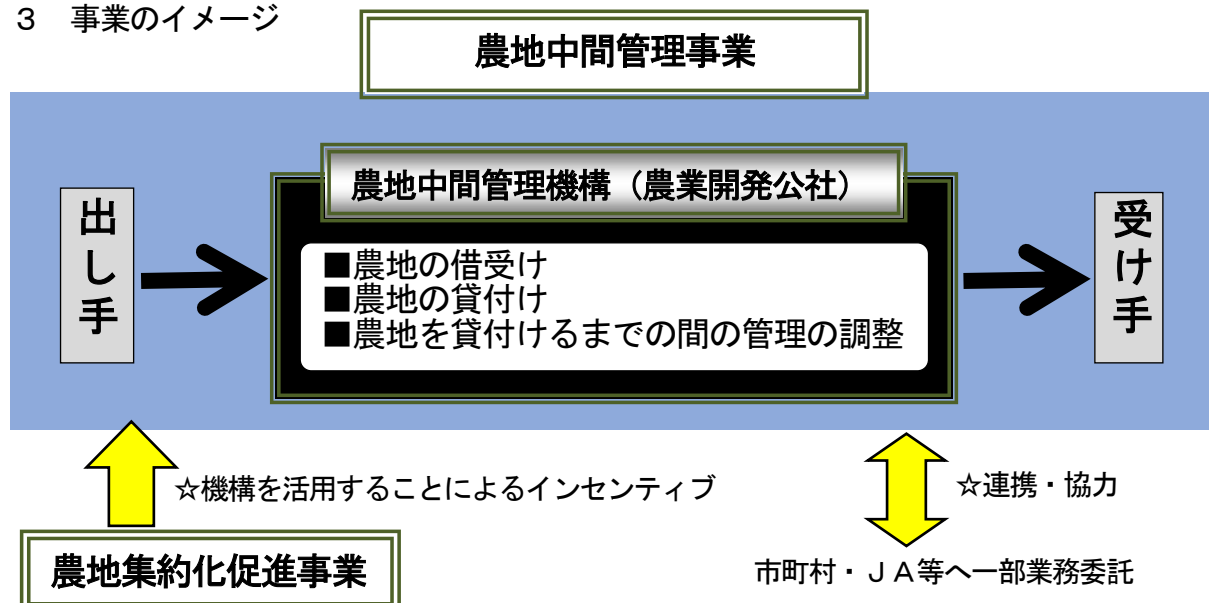 ３　事業のイメージ
農地中間管理事業
農地中間管理機構（農業開発公社）
出し手
■農地の借受け
■農地の貸付け
■農地を貸付けるまでの間の管理の調整
受け手
☆機構を活用することによるインセンティブ
☆連携・協力
農地集約化促進事業
市町村・ＪＡ等へ一部業務委託